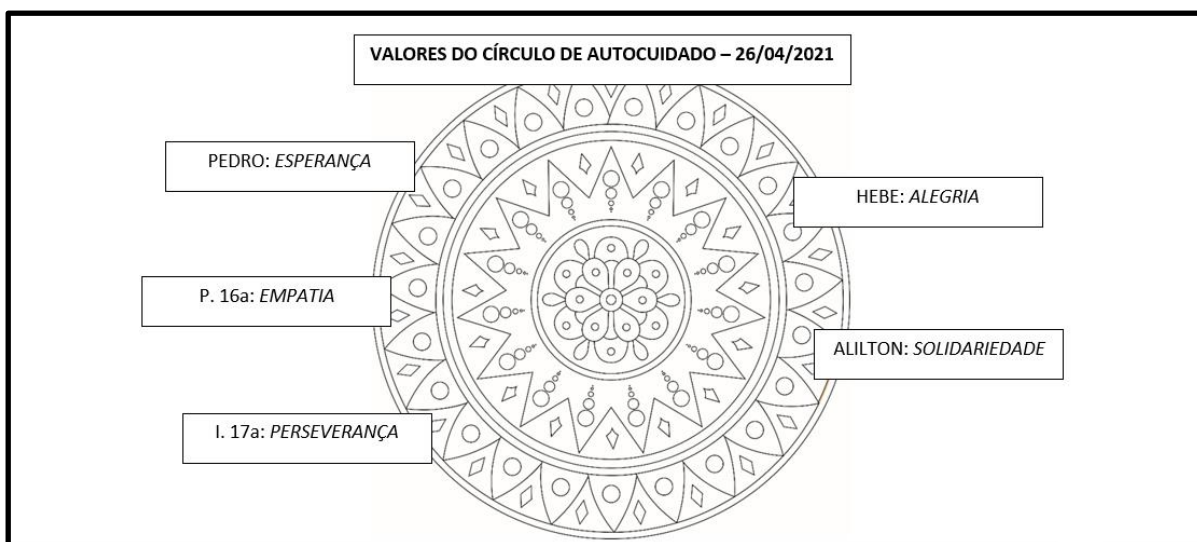 VALORES DO CÍRCULO DE AUTOCUIDADO – 26/04/2021
PEDRO: ESPERANÇA
HEBE: ALEGRIA
P. 16a: EMPATIA
ALILTON: SOLIDARIEDADE
I. 17a: PERSEVERANÇA